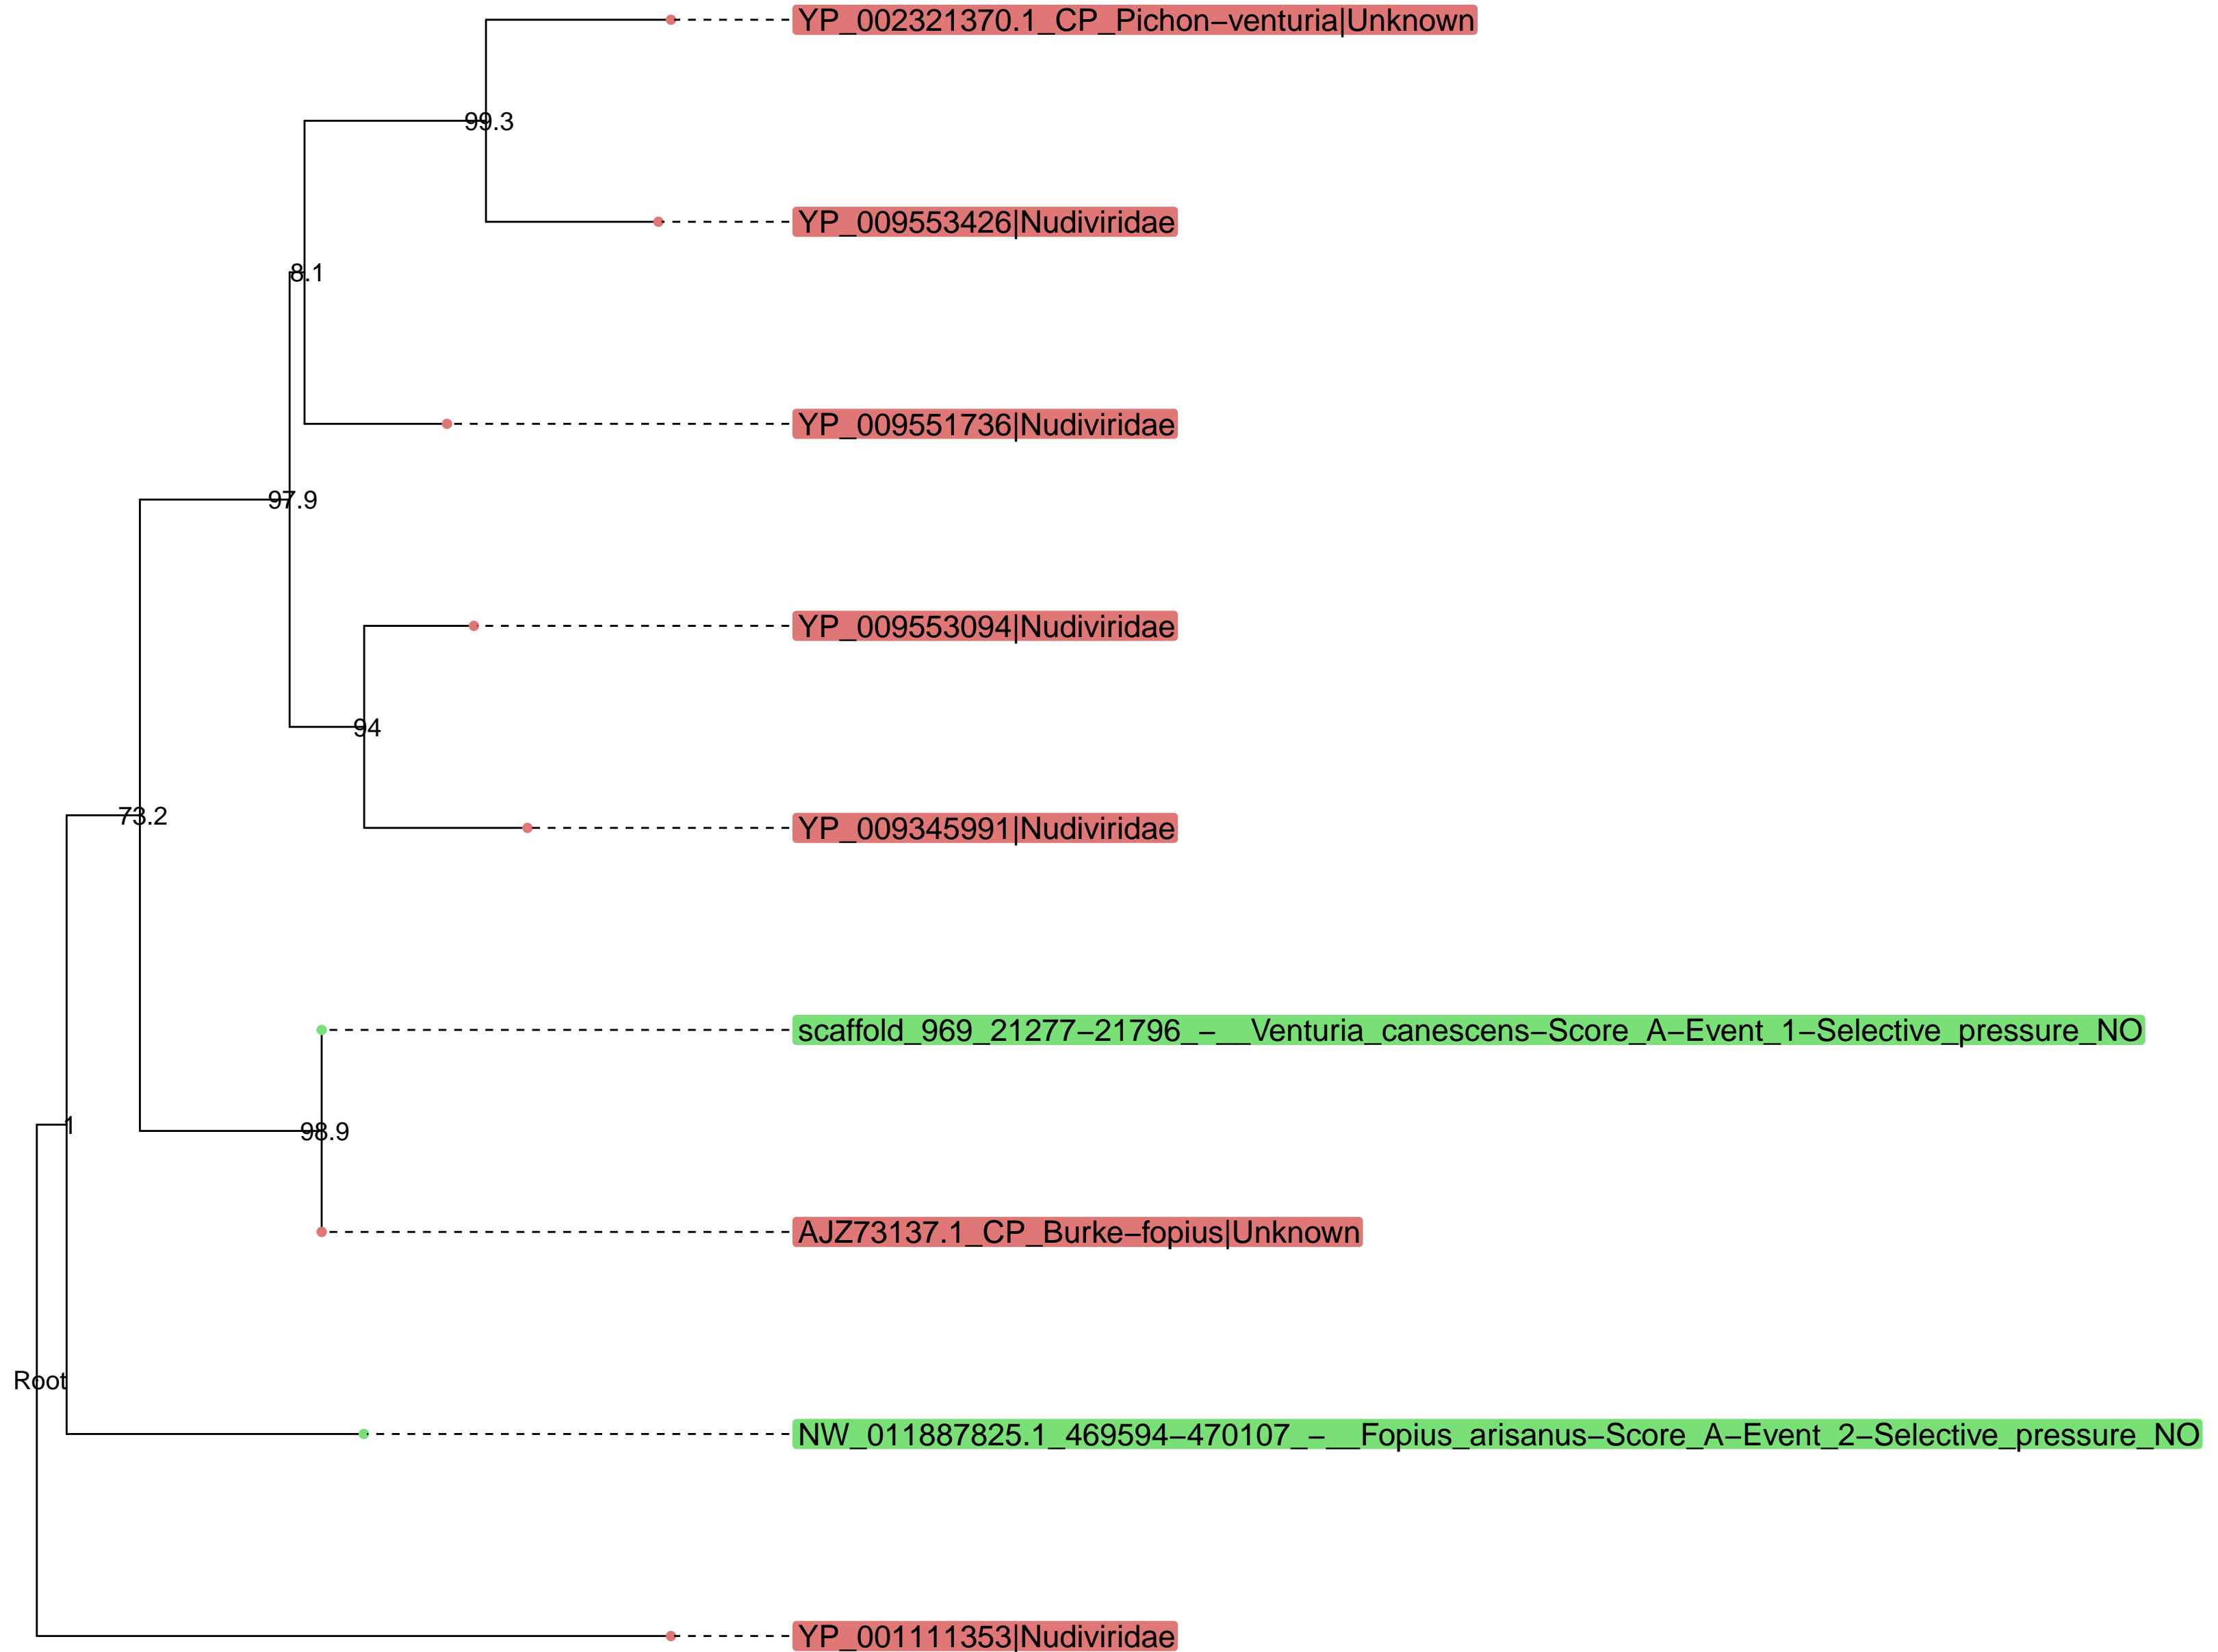 YP_002321370.1_CP_Pichon−venturia|Unknown
99.3
YP_009553426|Nudiviridae
8.1
YP_009551736|Nudiviridae
97.9
YP_009553094|Nudiviridae
94
73.2
YP_009345991|Nudiviridae
scaffold_969_21277−21796_−__Venturia_canescens−Score_A−Event_1−Selective_pressure_NO
1
98.9
AJZ73137.1_CP_Burke−fopius|Unknown
Root
NW_011887825.1_469594−470107_−__Fopius_arisanus−Score_A−Event_2−Selective_pressure_NO
YP_001111353|Nudiviridae